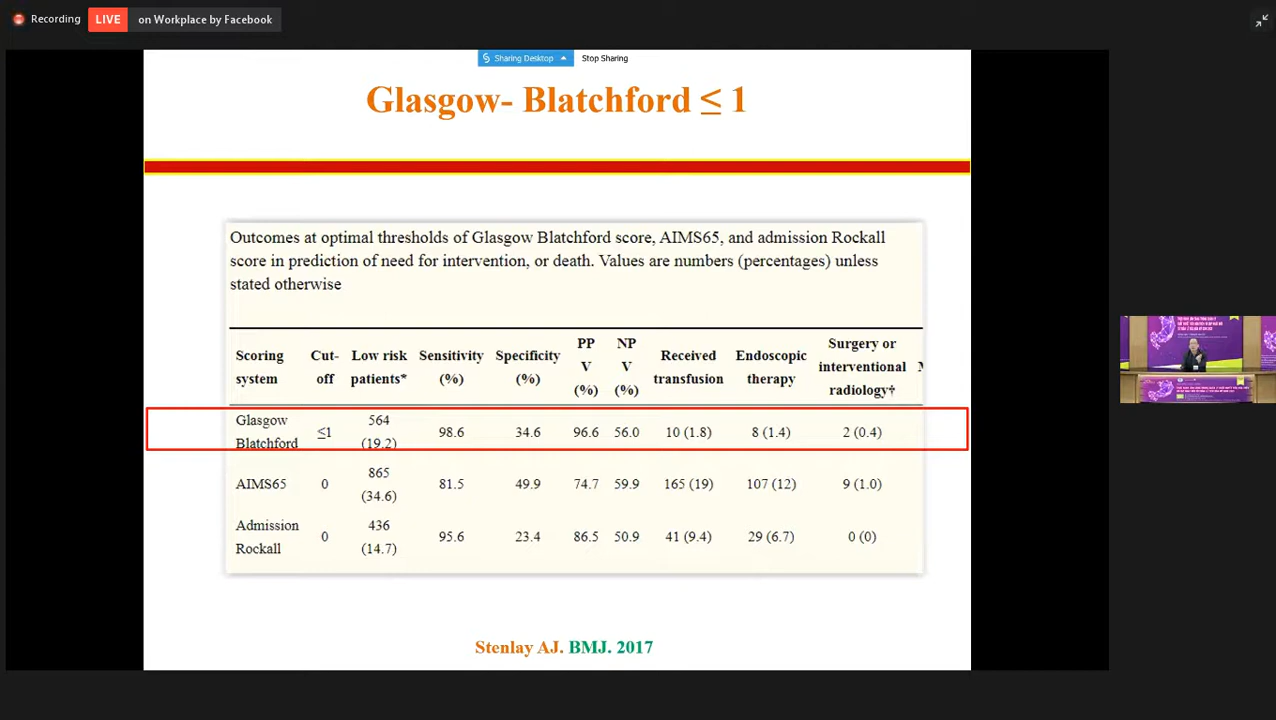 Recording LIVE on Workplace by Facebook
Sharing Desktop Stop Sharing
Glasgow- Blatchford ≤ 1
Outcomes at optimal thresholds of Glasgow Blatchford score, AIMS65, and admission Rockall
score in prediction of need for intervention, or death. Values are numbers (percentages) unless
stated otherwise
Scoring system Cut-off Low risk patients* Sensitivity (%) Specificity (%) PPV (%) NPV (%) Received transfusion Endoscopic therapy Surgery or interventional radiology†
Glasgow Blatchford ≤1 564 (19.2) 98.6 34.6 96.6 56.0 10 (1.8) 8 (1.4) 2 (0.4)
AIMS65 0 865 (34.6) 81.5 49.9 74.7 59.9 165 (19) 107 (12) 9 (1.0)
Admission Rockall 0 436 (14.7) 95.6 23.4 86.5 50.9 41 (9.4) 29 (6.7) 0 (0)
Stenlay AJ. BMJ. 2017